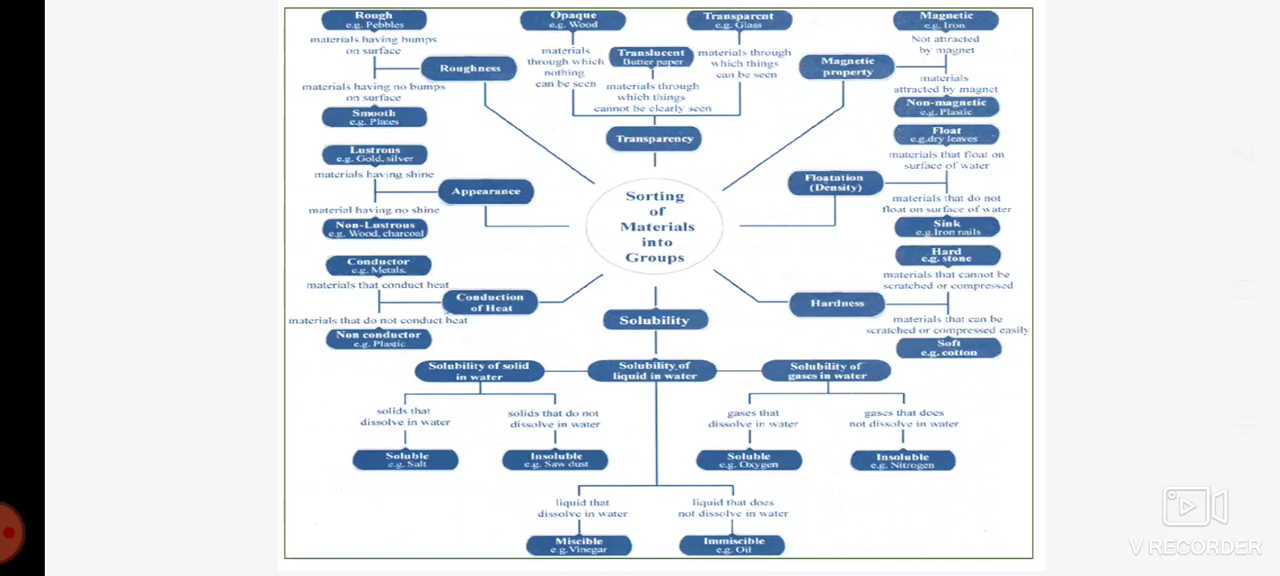 Rough
e.g. Pebbles
materials having bumps
on surface
Roughness
materials having no bumps
on surface
Smooth
e.g. Plates
Opaque
e.g. Wood
materials
through which
nothing
can be seen
Translucent
Butter paper
materials through
which things
cannot be clearly seen
Transparent
e.g. Glass
materials through
which things
can be seen
Transparency
Magnetic
e.g. Iron
Not attracted
by magnet
Magnetic
property
materials
attracted by magnet
Non-magnetic
e.g. Plastic
Lustrous
e.g. Gold, silver
materials having shine
Appearance
material having no shine
Non-Lustrous
e.g. Wood, charcoal
Sorting
of
Materials
into
Groups
Float
e.g.dry leaves
materials that float on
surface of water
Floatation
(Density)
materials that do not
float on surface of water
Sink
e.g.Iron nails
Conductor
e.g. Metals.
materials that conduct heat
Conduction
of Heat
materials that do not conduct heat
Non conductor
e.g. Plastic
Hard
e.g. stone
materials that cannot be
scratched or compressed
Hardness
materials that can be
scratched or compressed easily
Soft
e.g. cotton
Solubility
Solubility of solid
in water
Solubility of
liquid in water
Solubility of
gases in water
solids that
dissolve in water
solids that do not
dissolve in water
gases that
dissolve in water
gases that does
not dissolve in water
Soluble
e.g. Salt
Insoluble
e.g. Saw dust
Soluble
e.g. Oxygen
Insoluble
e.g. Nitrogen
liquid that
dissolve in water
liquid that does
not dissolve in water
Miscible
e.g. Vinegar
Immiscible
e.g. Oil
V RECORDER